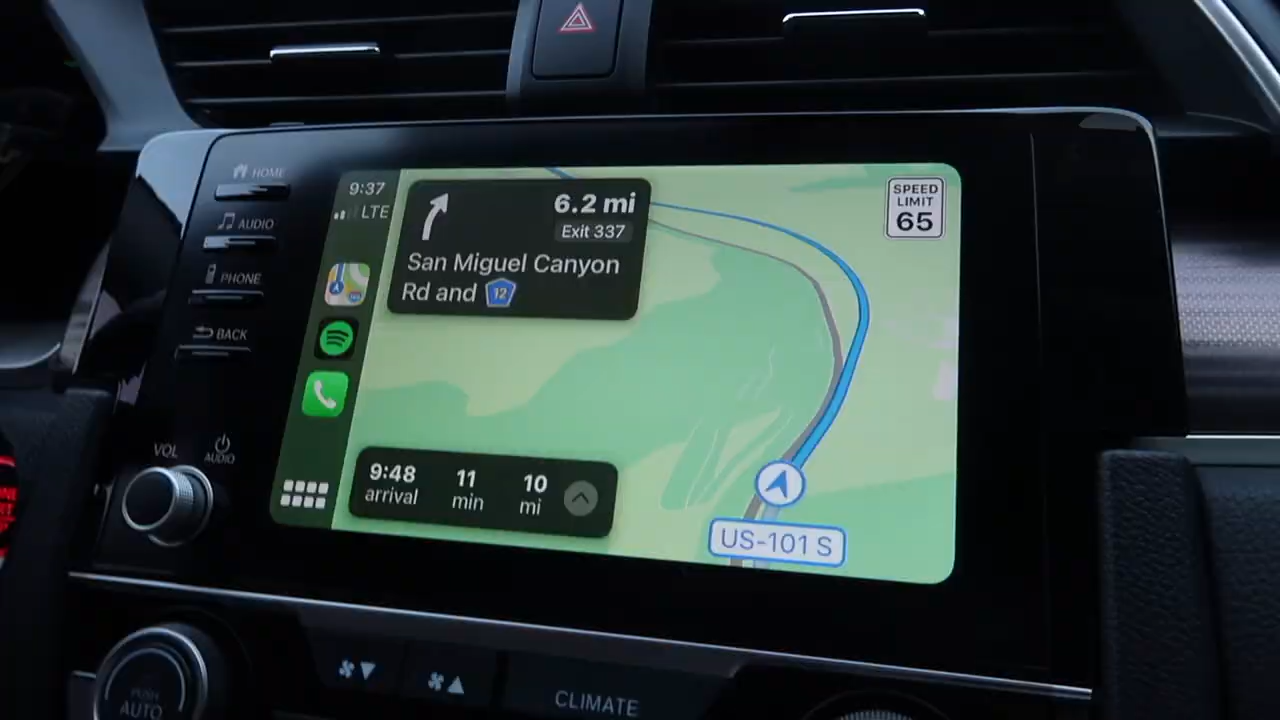 HOME
AUDIO
PHONE
BACK
VOL
AUDIO
9:37
LTE
6.2 mi
Exit 337
San Miguel Canyon
Rd and 12
SPEED
LIMIT
65
9:48
arrival
11
min
10
mi
US-101 S
PUSH
AUTO
CLIMATE